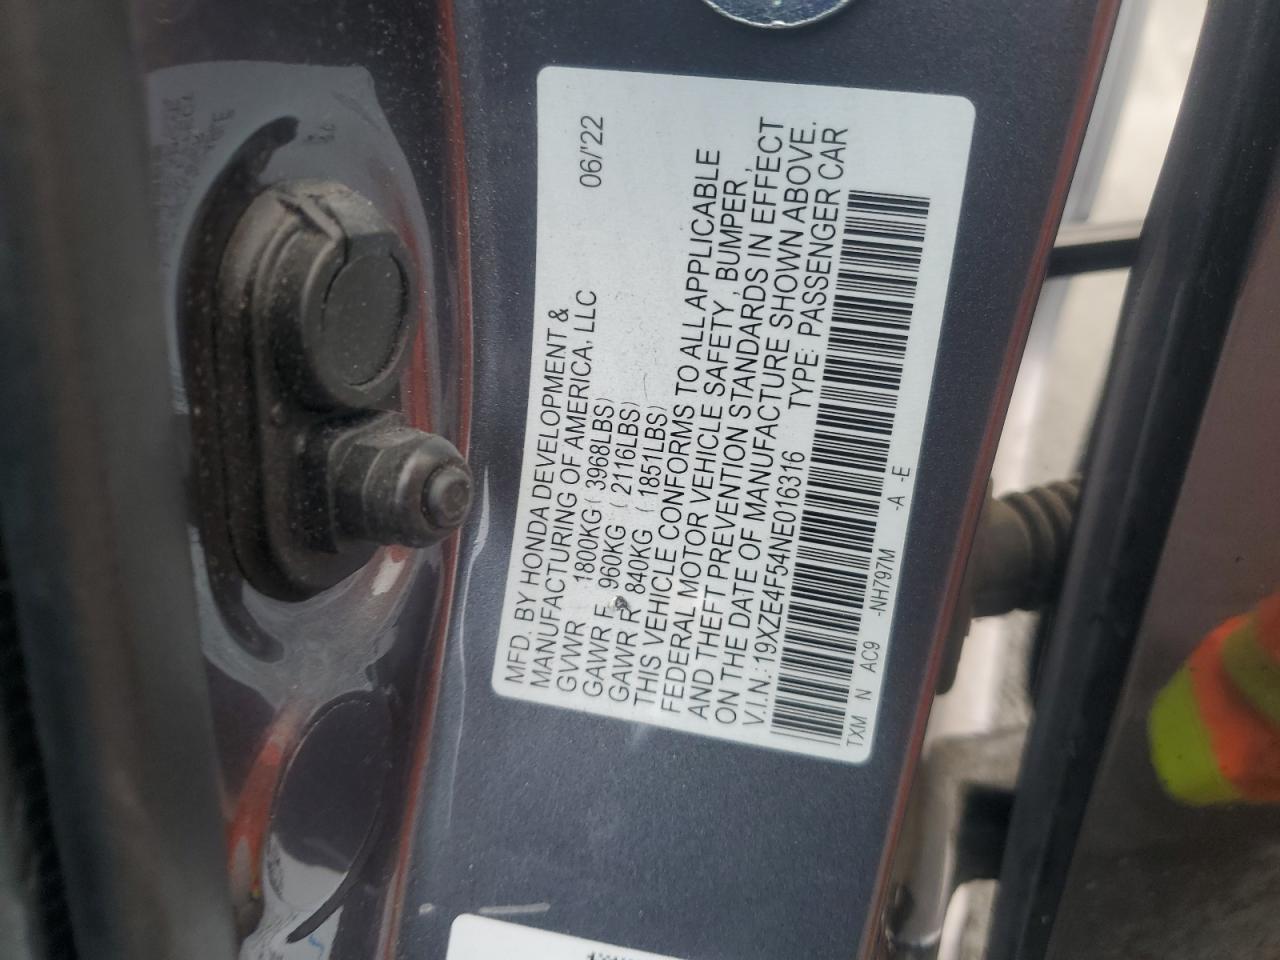 MFD. BY HONDA DEVELOPMENT &
MANUFACTURING OF AMERICA, LLC 06/'22
GVWR 1800KG ( 3968LBS)
GAWR F 960KG ( 2116LBS)
GAWR R 840KG ( 1851LBS)
THIS VEHICLE CONFORMS TO ALL APPLICABLE
FEDERAL MOTOR VEHICLE SAFETY, BUMPER,
AND THEFT PREVENTION STANDARDS IN EFFECT
ON THE DATE OF MANUFACTURE SHOWN ABOVE.
V.I.N.:19XZE4F54NE016316 TYPE: PASSENGER CAR
TXM N AC9 -NH797M -A -E